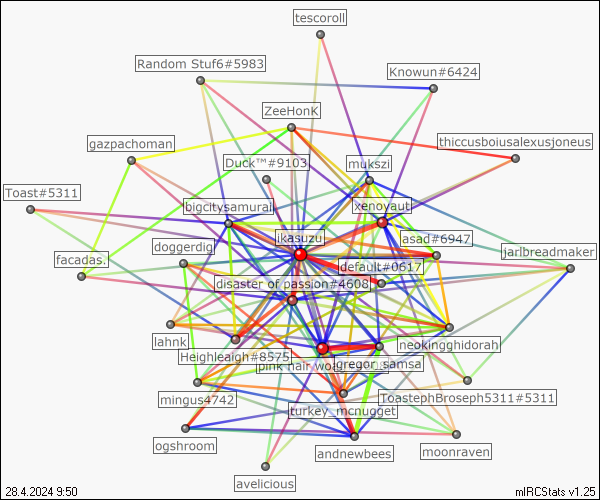 tescoroll
Random Stuf6#5983
Knowun#6424
ZeeHonK
gazpachoman
thiccusboiusalexusjoneus
Duck™#9103
mukszi
Toast#5311
bigcitysamurai
xenoyaut
ikasuzu
asad#6947
doggerdig
jarlbreadmaker
facadas.
default#0617
disaster of passion#4608
lahnk
neokingghidorah
Heighleaigh#8575
pink hair
gregor_samsa
mingus4742
ToastephBroseph5311#5311
turkey_mcnugget
ogshroom
andnewbees
moonraven
avelicious
28.4.2024 9:50
mIRCStats v1.25